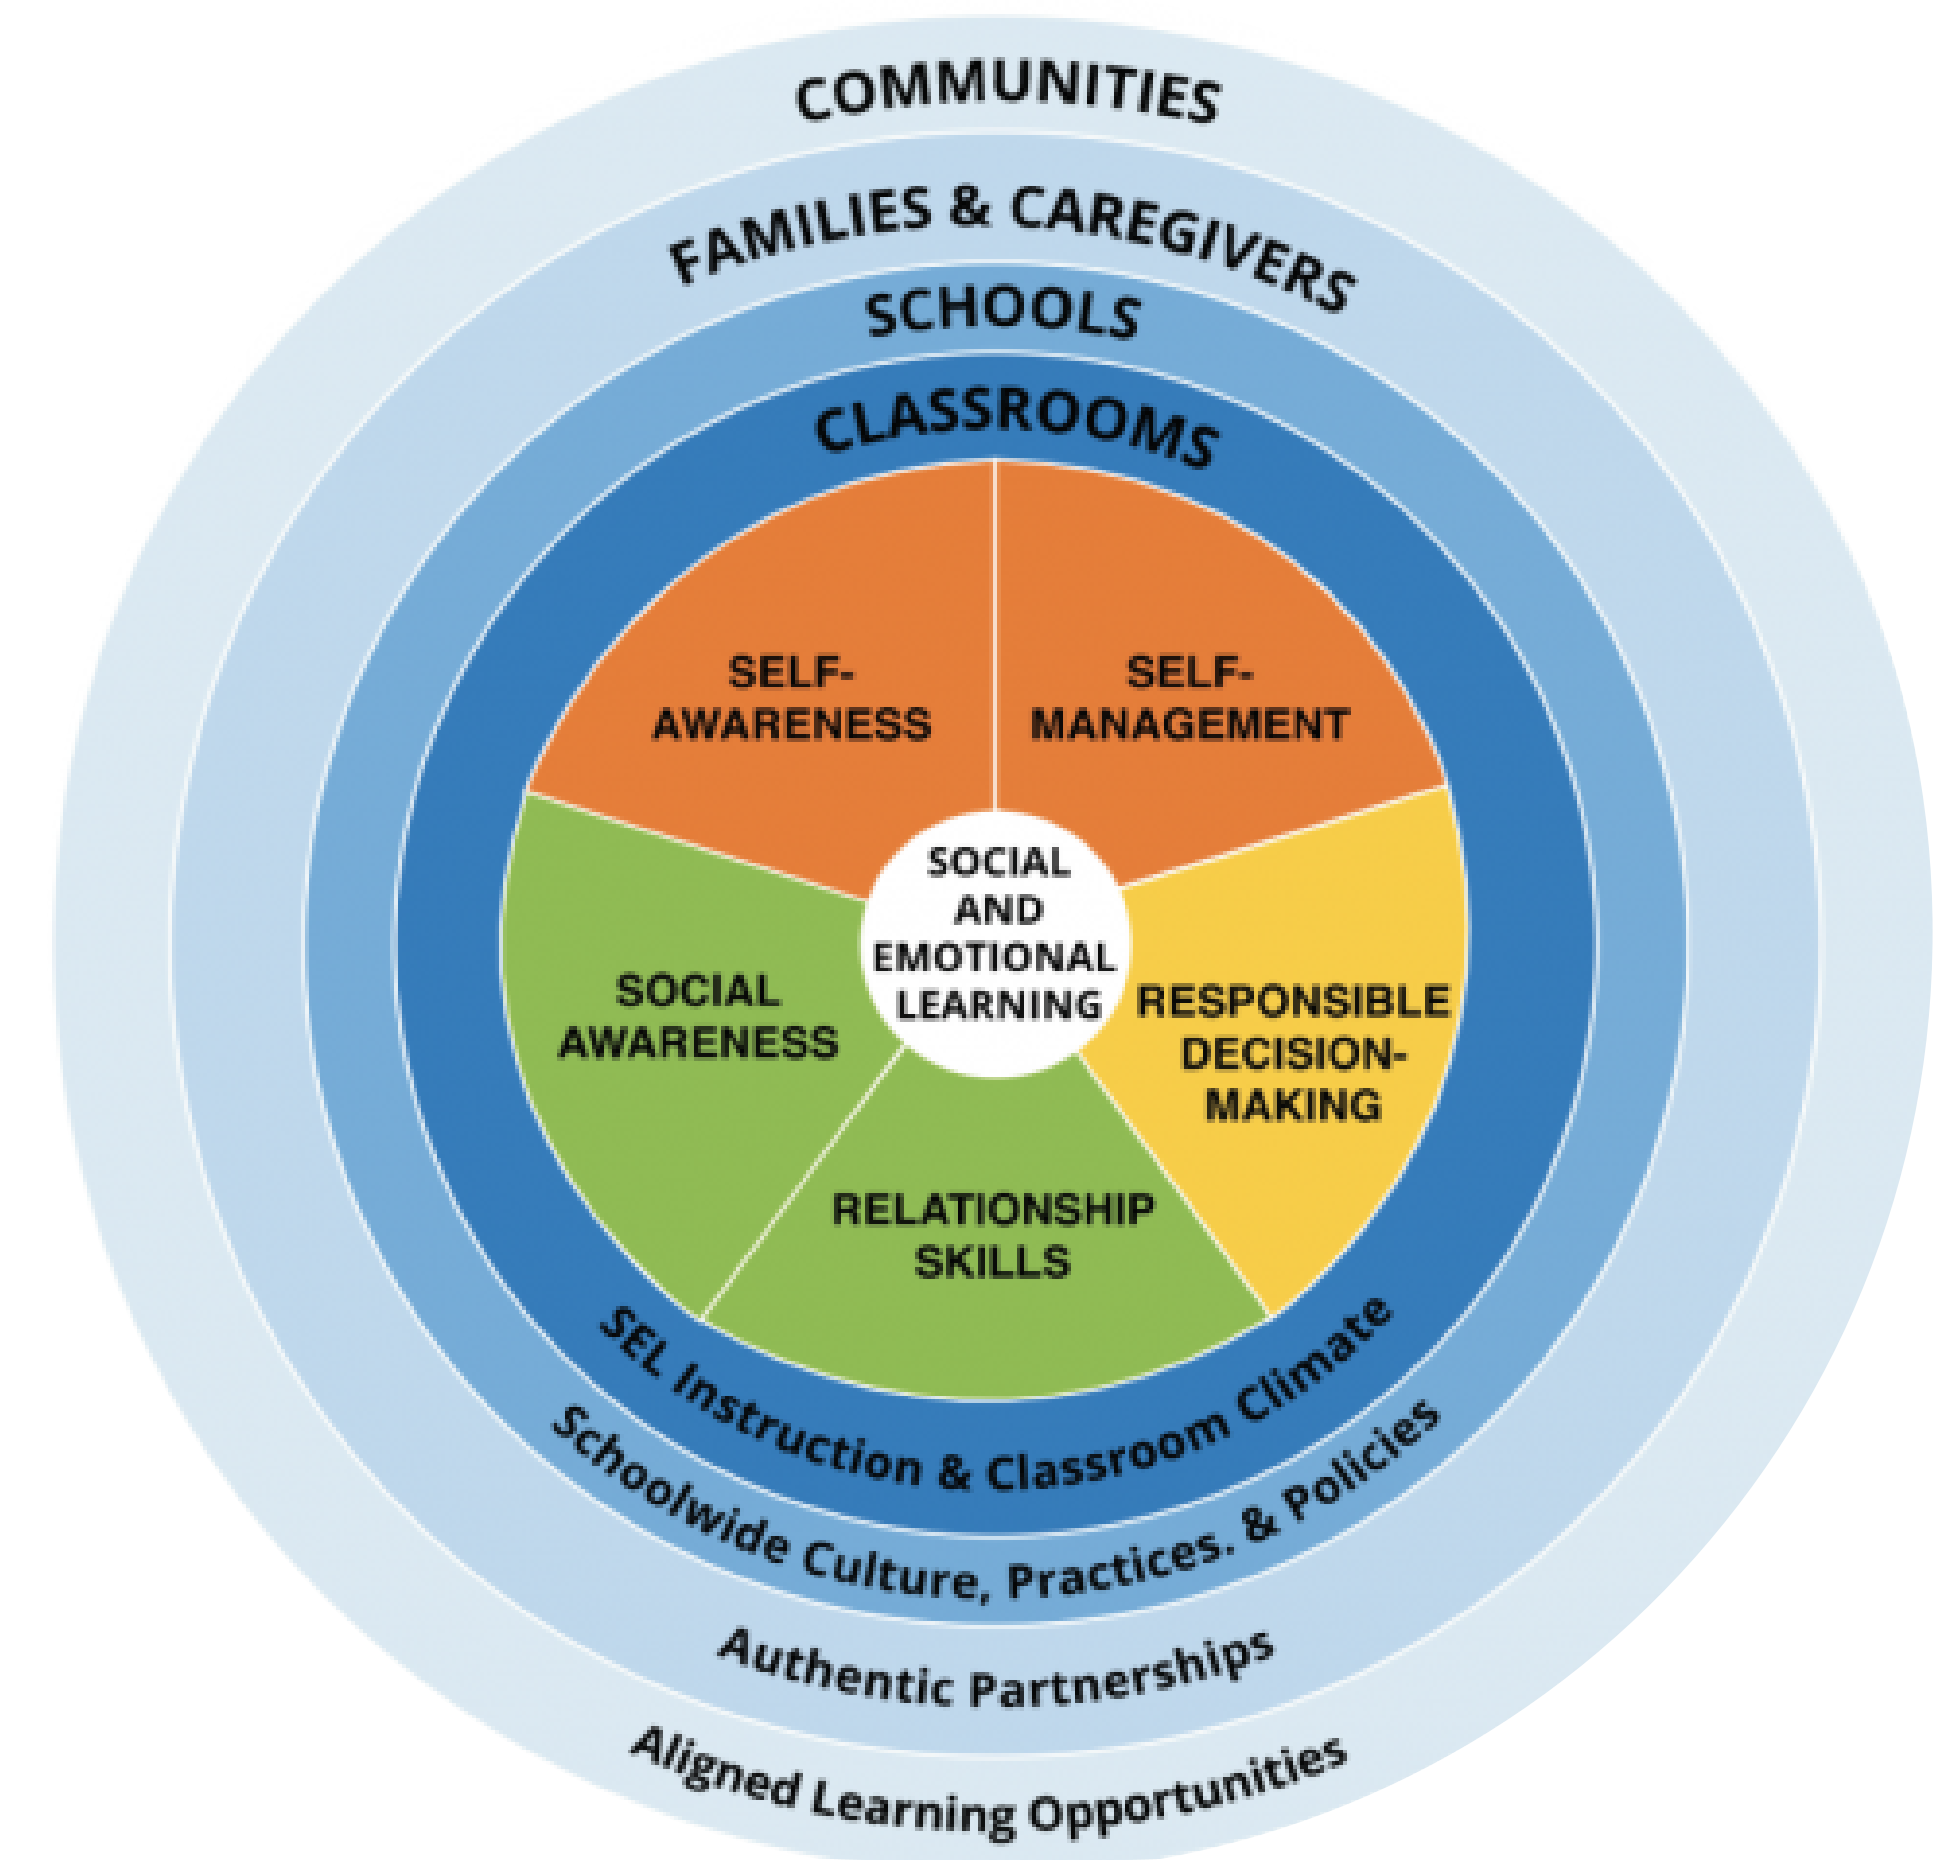 COMMUNITIES
FAMILIES & CAREGIVERS
SCHOOLS
CLASSROOMS
SELF-
AWARENESS
SELF-
MANAGEMENT
SOCIAL
AND
EMOTIONAL
LEARNING
SOCIAL
AWARENESS
RESPONSIBLE
DECISION-
MAKING
RELATIONSHIP
SKILLS
SEL Instruction & Classroom Climate
Schoolwide Culture, Practices. & Policies
Authentic Partnerships
Aligned Learning Opportunities